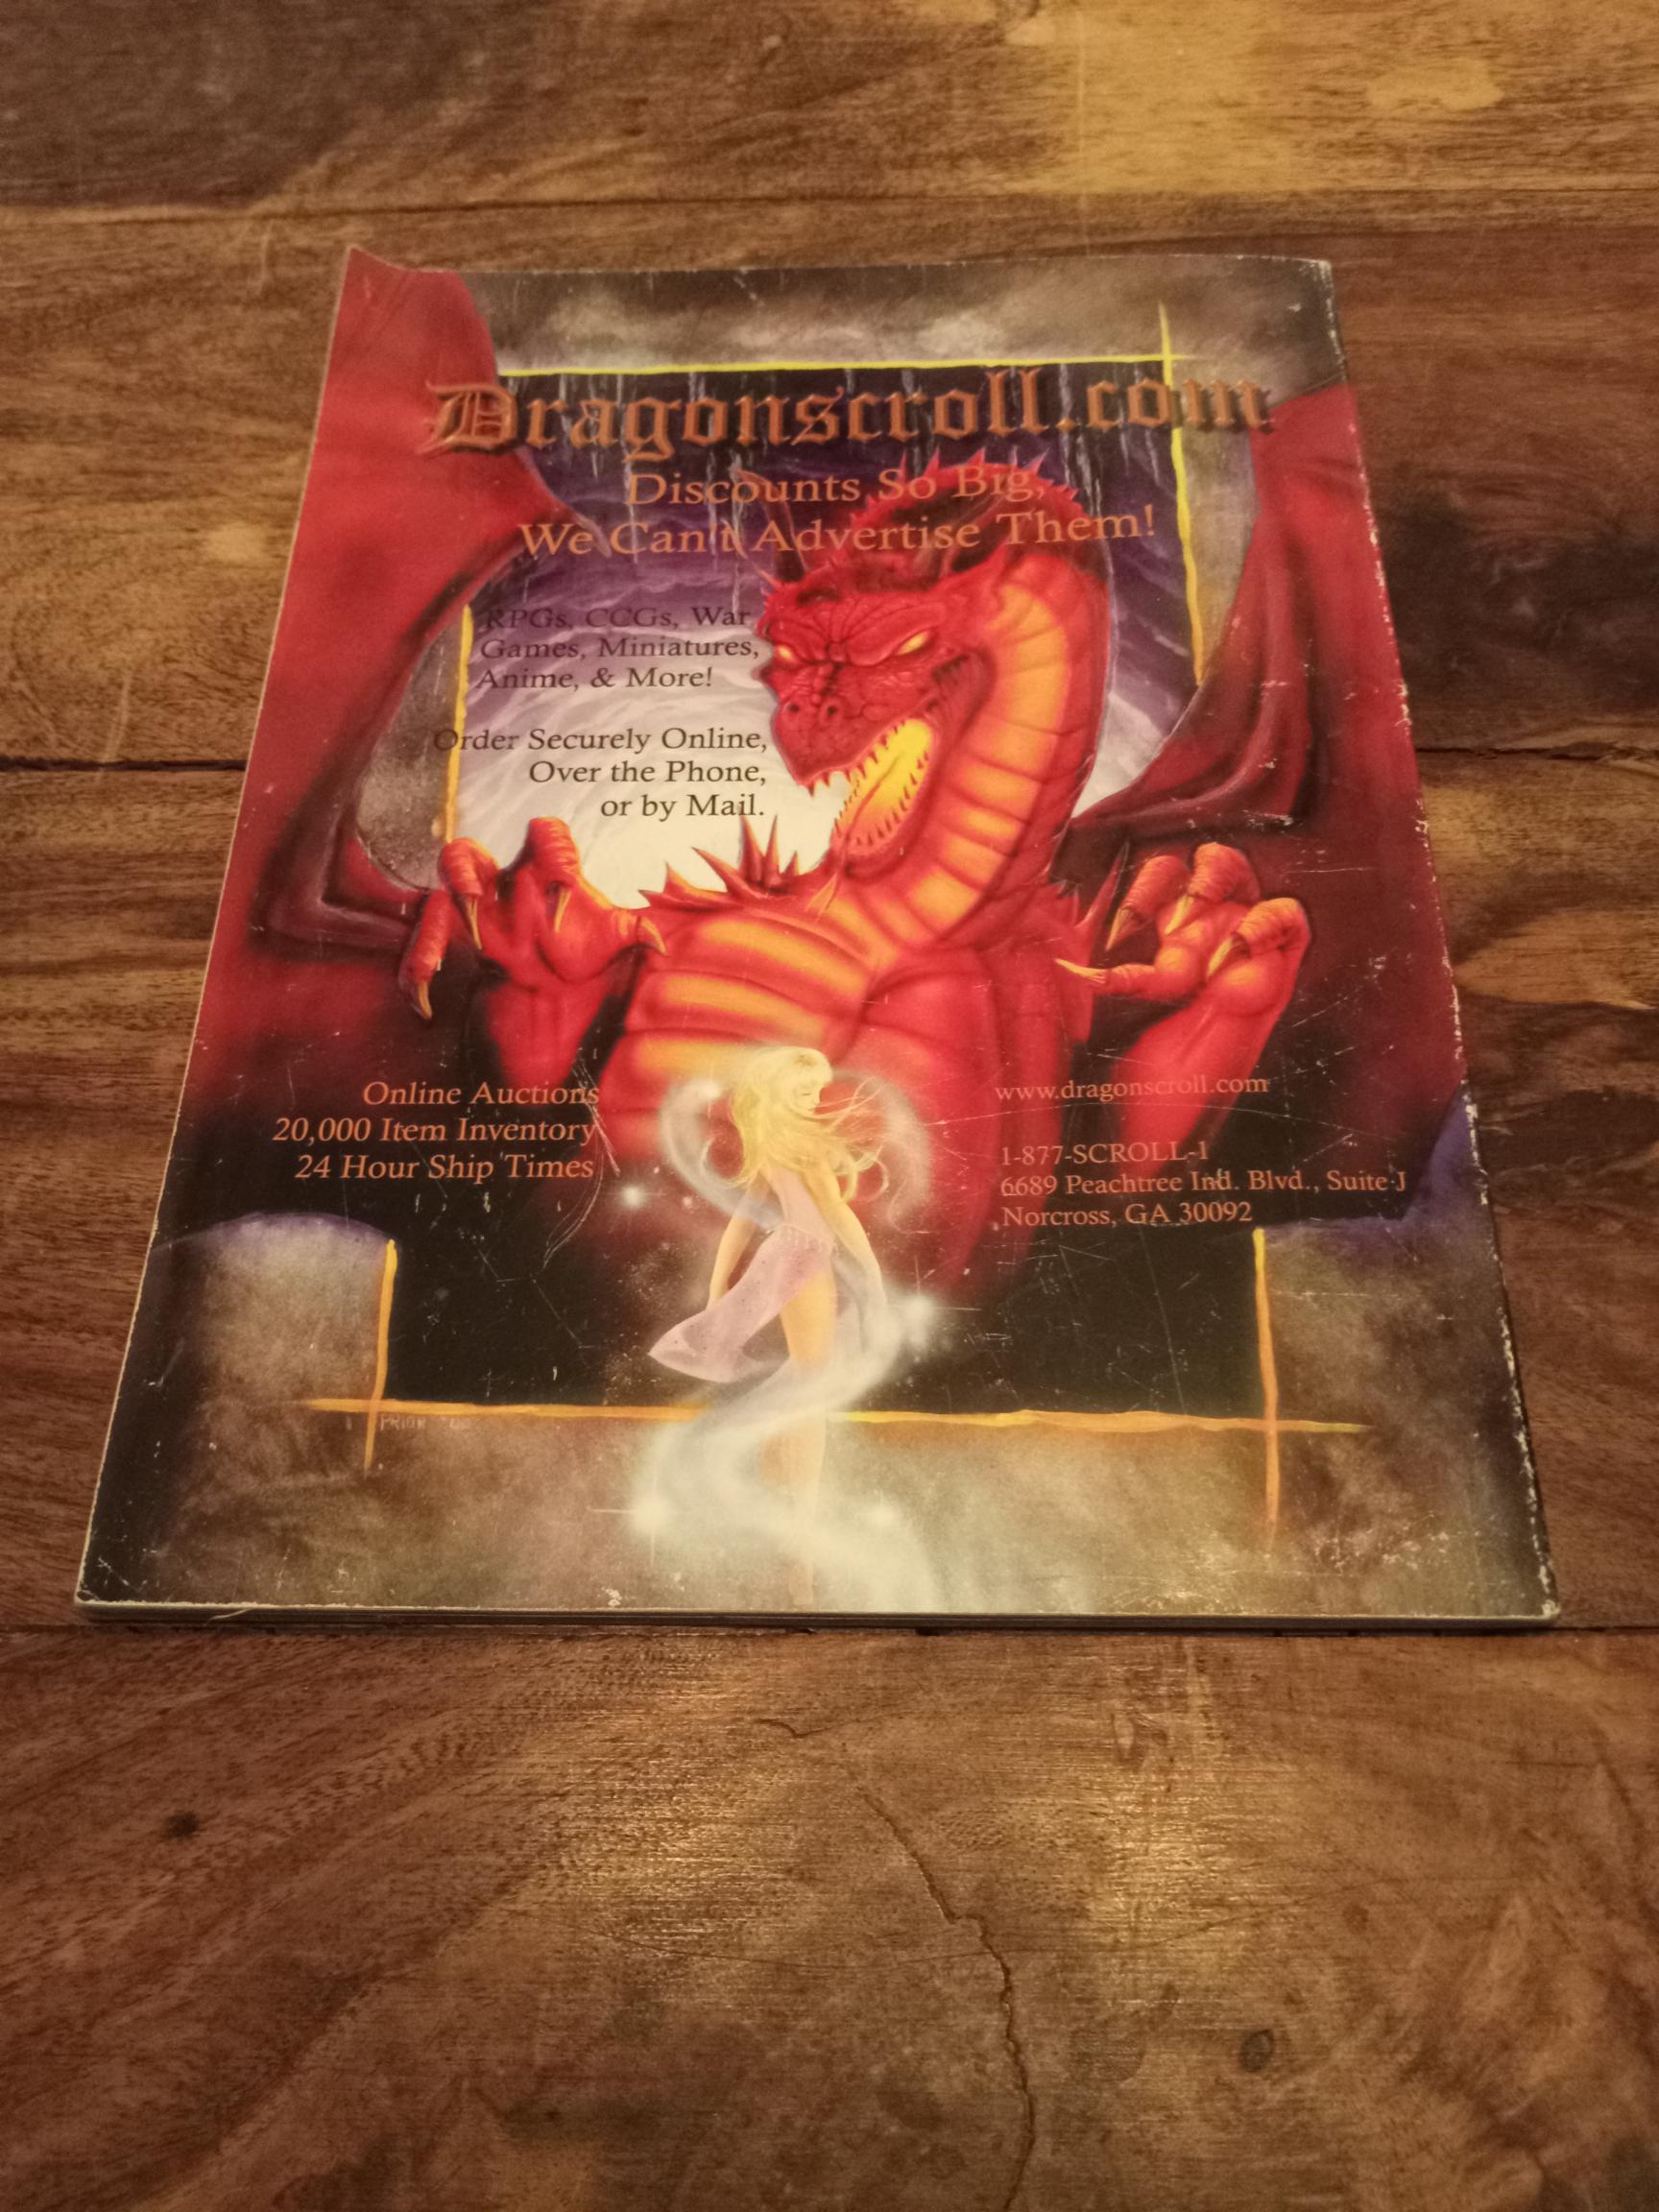 Dragonscroll.com
Discounts So Big,
We Can't Advertise Them!
RPGs, CCGs, War
Games, Miniatures,
Anime, & More!
Order Securely Online,
Over the Phone,
or by Mail.
Online Auctions
20,000 Item Inventory
24 Hour Ship Times
www.dragonscroll.com
1-877-SCROLL-1
6689 Peachtree Ind. Blvd., Suite J
Norcross, GA 30092
PRIOR